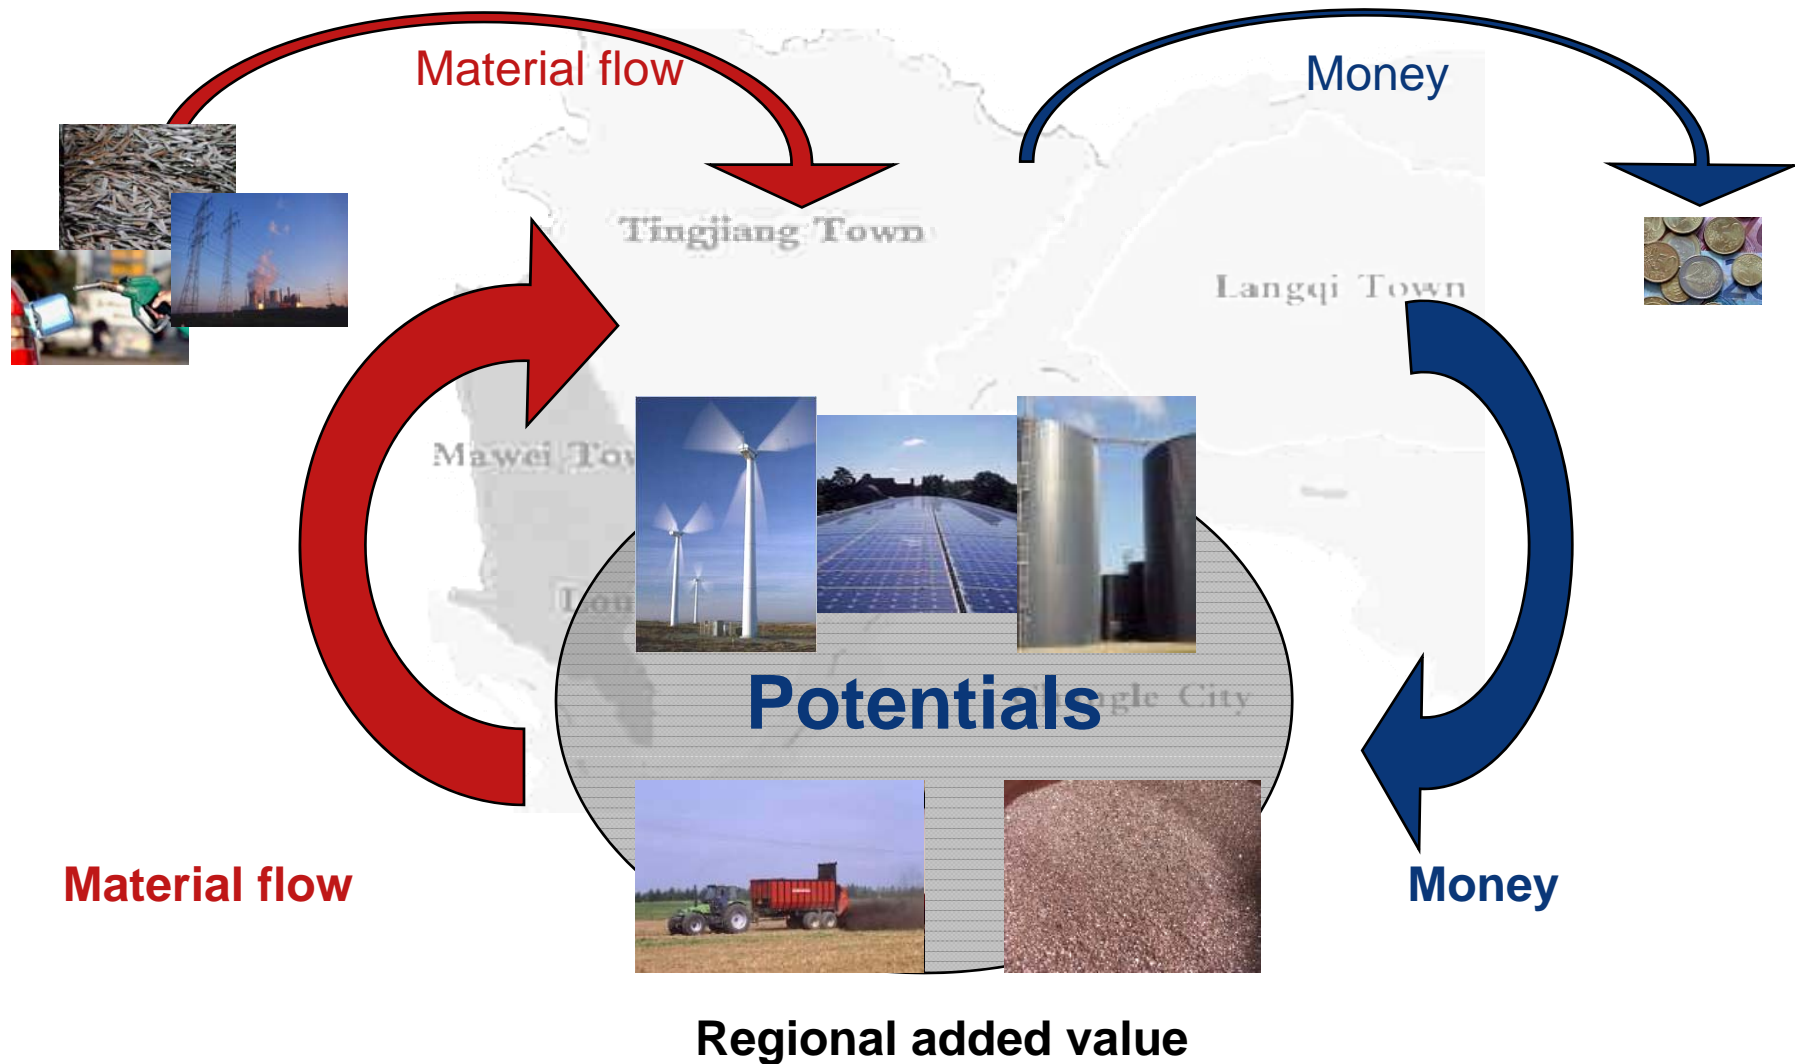 Material flow
Money
Tingjiang Town
Langqi Town
Mawei
Potentials
City
Material flow
Money
Regional added value